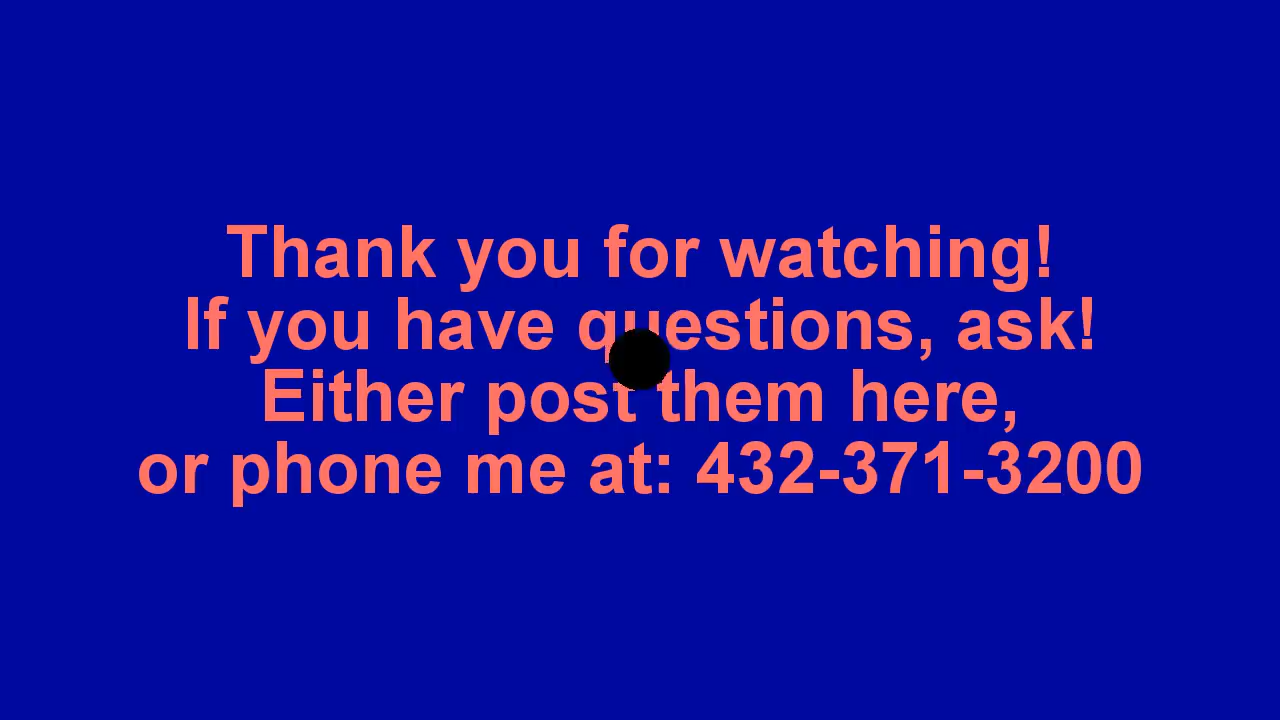 Thank you for watching!
If you have questions, ask!
Either post them here,
or phone me at: 432-371-3200